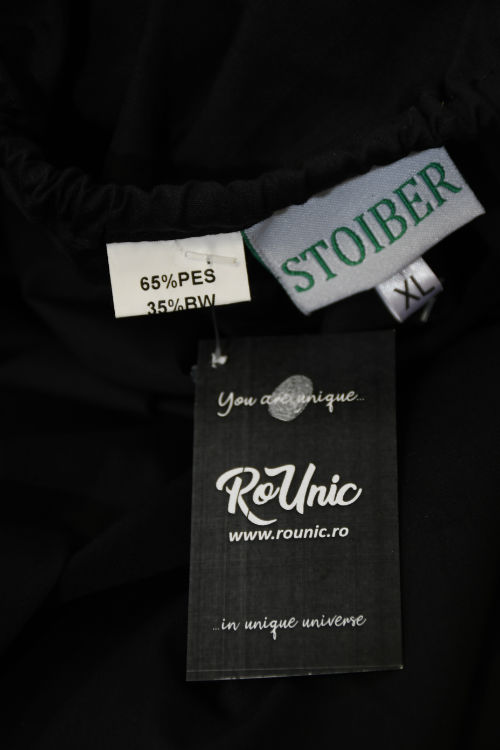 STOIBER
XL
65%PES
35%BW
You are unique...
RoUnic
www.rounic.ro
...in unique universe